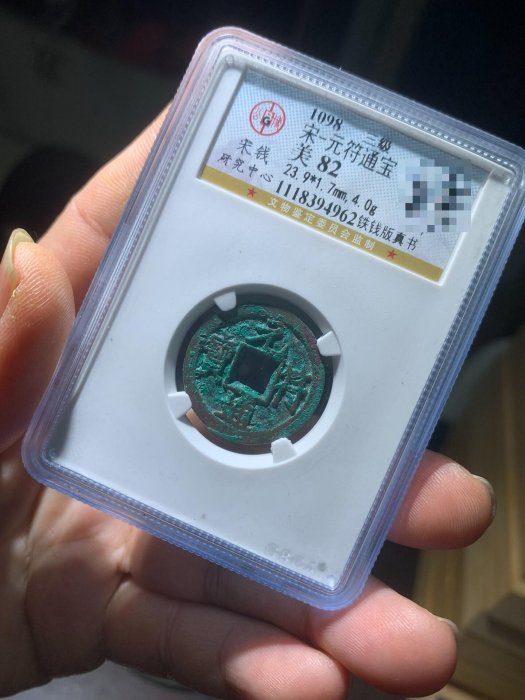 1098 三级
宋-元符通宝
美 82
23.9*1.7mm, 4.0g
1118394962铁钱版真书
宋钱
研究中心
文物鉴定委员会监制